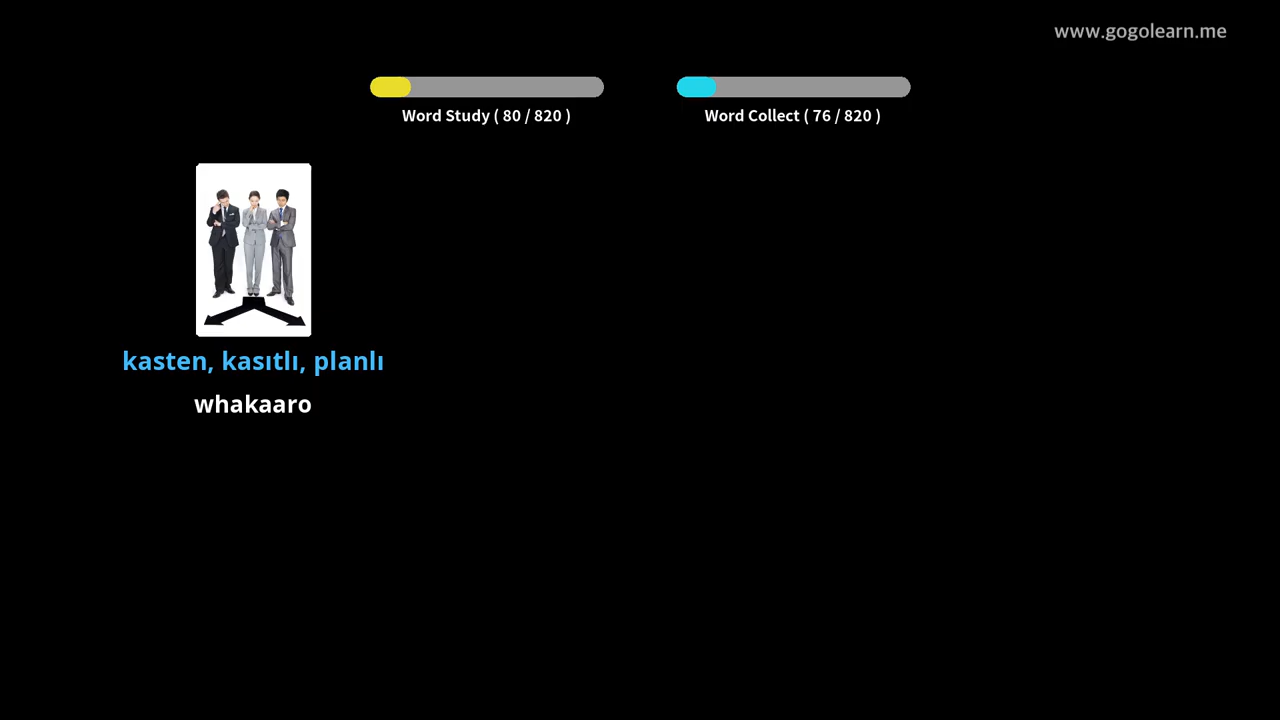 www.gogolearn.me
Word Study ( 80 / 820 )
Word Collect ( 76 / 820 )
kasten, kasıtlı, planlı
whakaaro